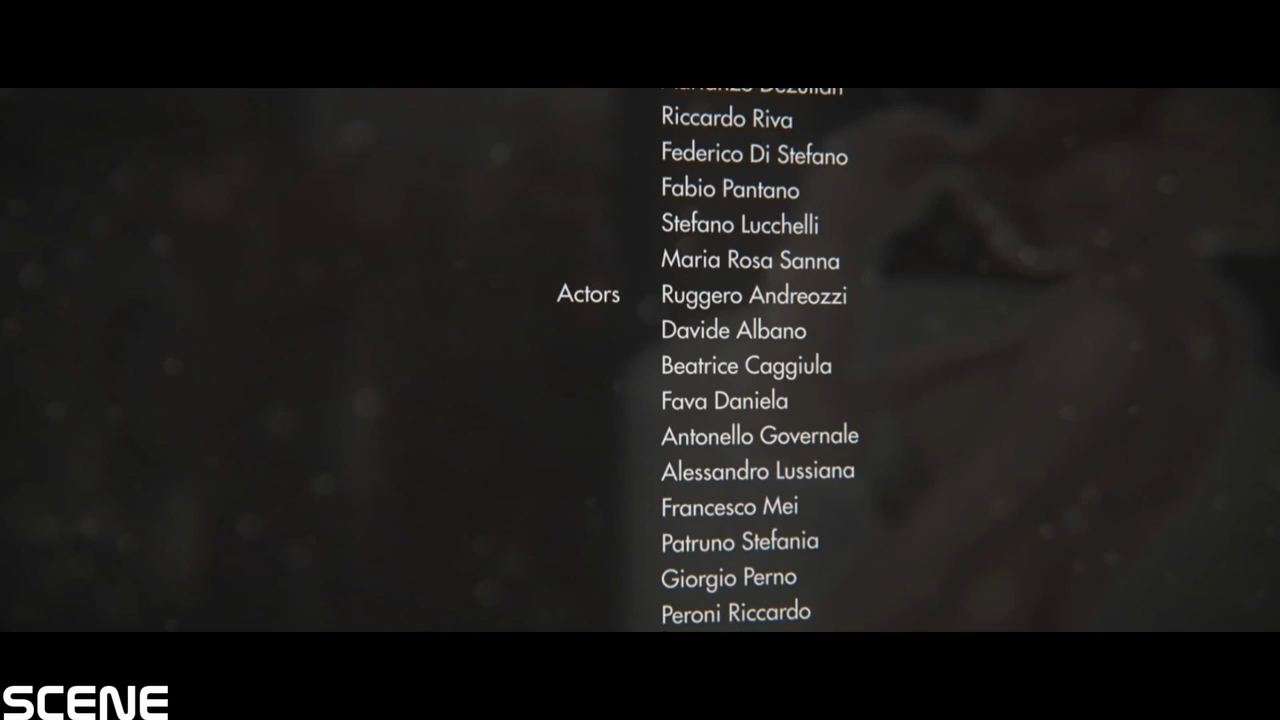 Riccardo Riva
Federico Di Stefano
Fabio Pantano
Stefano Lucchelli
Maria Rosa Sanna
Actors Ruggero Andreozzi
Davide Albano
Beatrice Caggiula
Fava Daniela
Antonello Governale
Alessandro Lussiana
Francesco Mei
Patruno Stefania
Giorgio Perno
Peroni Riccardo
SCENE